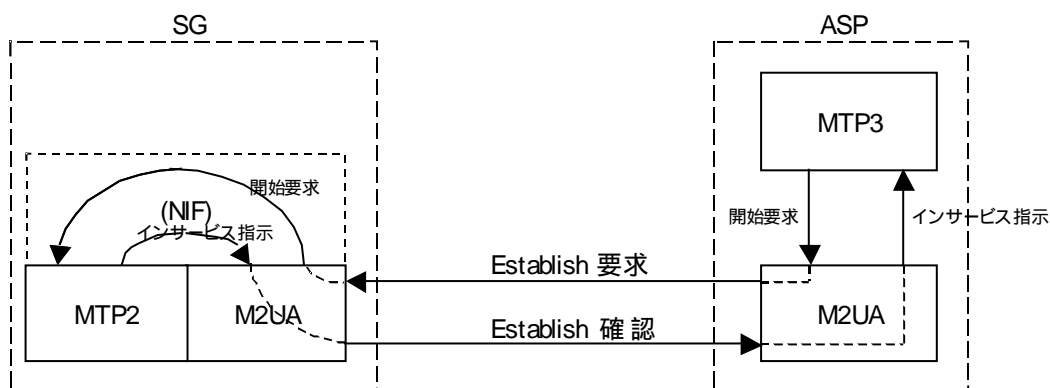 SG
ASP
MTP3
開始要求
(NIF)
インサービス指示
開始要求
インサービス指示
Establish 要求
MTP2
M2UA
M2UA
Establish 確認